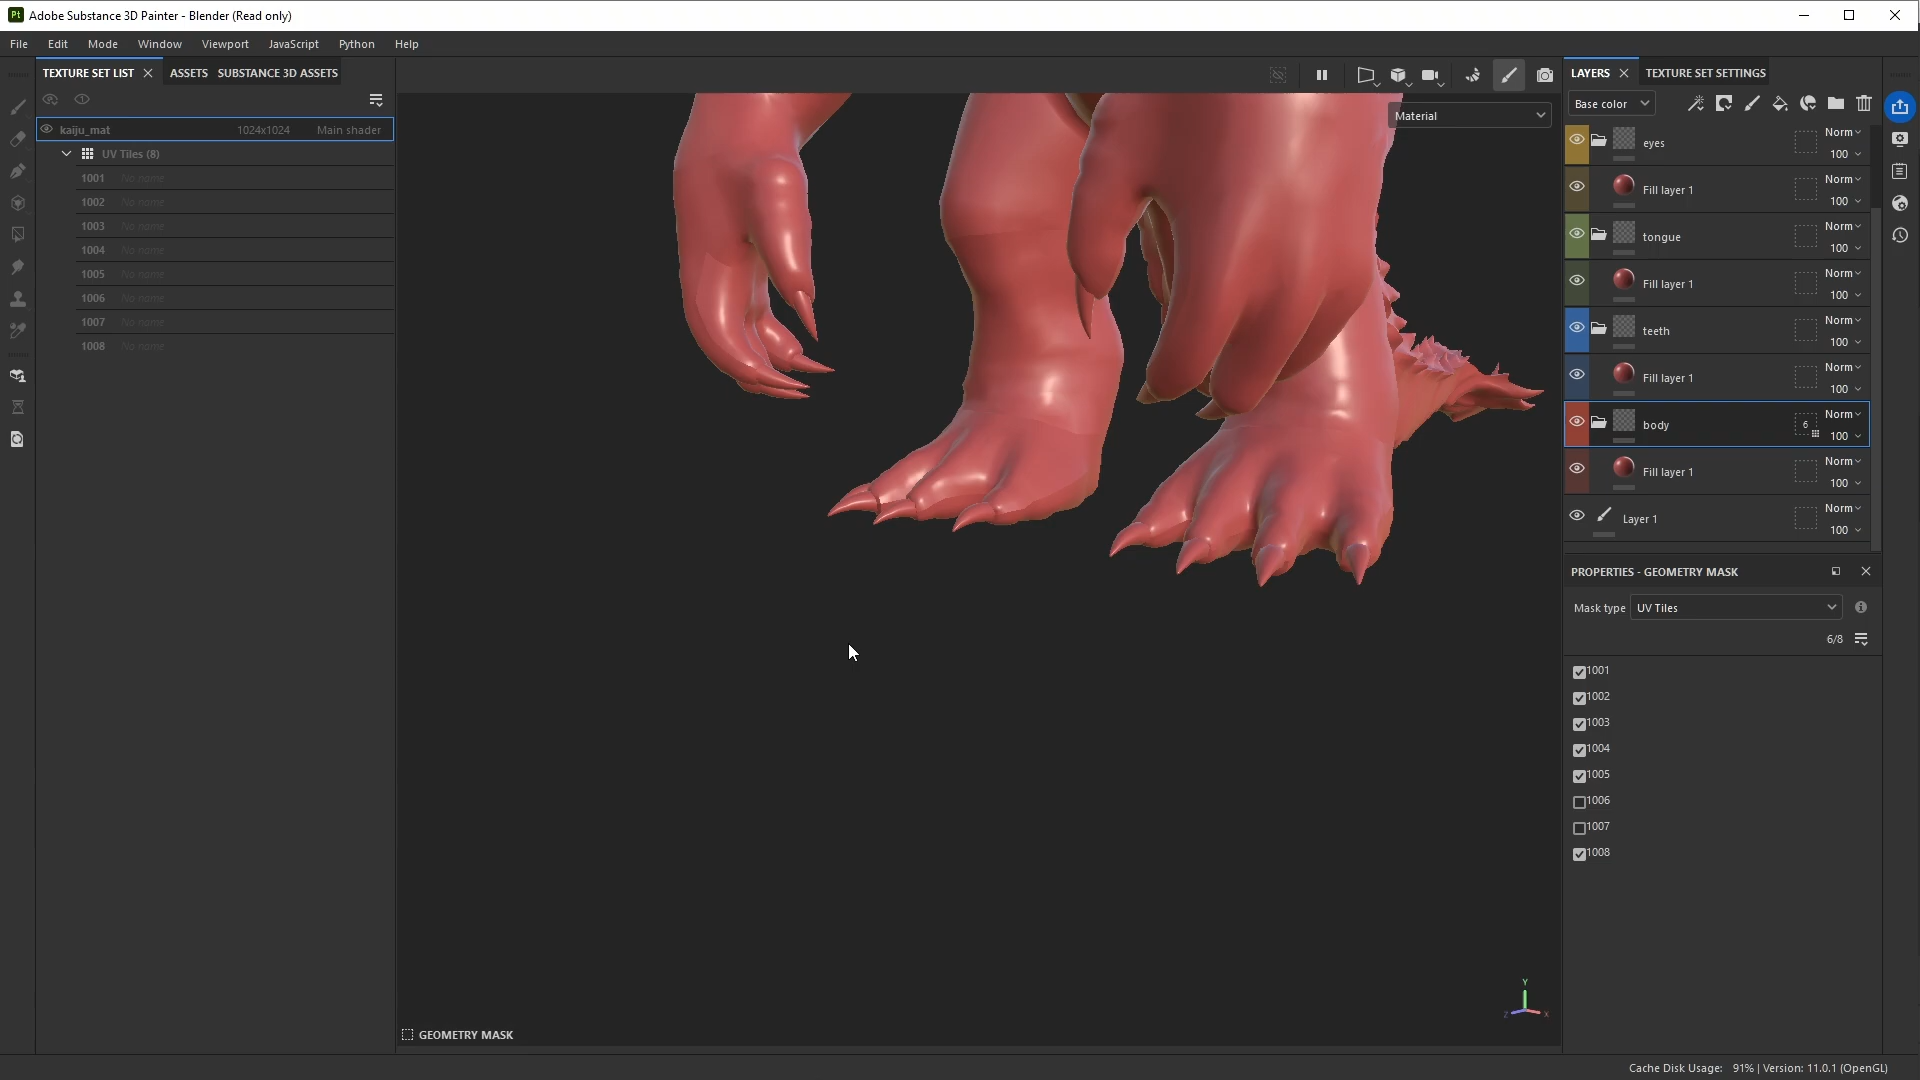 Pt Adobe Substance 3D Painter - Blender (Read only)
File Edit Mode Window Viewport JavaScript Python Help
TEXTURE SET LIST ASSETS SUBSTANCE 3D ASSETS
LAYERS TEXTURE SET SETTINGS
Base color
Material
kaiju_mat 1024x1024 Main shader
UV Tiles (8)
1001 No name
1002 No name
1003 No name
1004 No name
1005 No name
1006 No name
1007 No name
1008 No name
eyes Norm
100
Fill layer 1 Norm
100
tongue Norm
100
Fill layer 1 Norm
100
teeth Norm
100
Fill layer 1 Norm
100
body 6 Norm
100
Fill layer 1 Norm
100
Layer 1 Norm
100
PROPERTIES - GEOMETRY MASK
Mask type UV Tiles
6/8
1001
1002
1003
1004
1005
1006
1007
1008
Y
Z X
GEOMETRY MASK
Cache Disk Usage: 91% | Version: 11.0.1 (OpenGL)